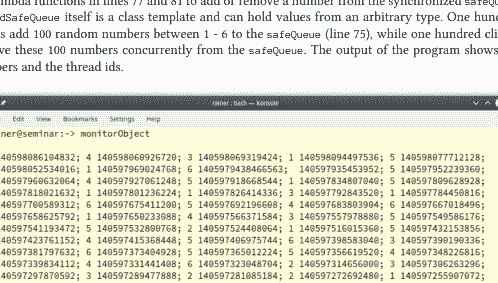 mbda functions in lines 77 and 81 to add or remove a number from the synchronized safeQ
dSafeQueue itself is a class template and can hold values from an arbitrary type. One hun
s add 100 random numbers between 1 - 6 to the safeQueue (line 75), while one hundred cli
ve these 100 numbers concurrently from the safeQueue. The output of the program shows
bers and the thread ids.
rainer : bash — Konsole
Edit View Bookmarks Settings Help
ner@seminar:~> monitorObject
140598086104832; 4 140598060926720; 3 140598069319424; 1 140598094497536; 5 140598077712128;
140598052534016; 1 140597969024768; 6 140597943846656 3; 140597935453952; 5 140597952239360
140597960632064; 4 140597927061248; 5 140597918668544; 1 140597834807040; 5 140597809628928;
140597818021632; 1 140597801236224; 1 140597826414336; 3 140597792843520; 1 140597784450816;
140597700589312; 6 140597675411200; 5 140597692196608; 4 140597683803904; 6 140597667018496;
140597658625792; 1 140597650233088; 4 140597566371584; 3 140597557978880; 5 140597549586176;
140597541193472; 5 140597532800768; 2 140597524408064; 1 140597516015360; 5 140597432153856;
140597423761152; 4 140597415368448; 5 140597406975744; 6 140597398583040; 3 140597390190336;
140597381797632; 6 140597373404928; 5 140597365012224; 5 140597356619520; 4 140597348226816;
140597339834112; 4 140597331441408; 6 140597323048704; 2 140597314656000; 3 140597306263296;
140597297870592; 3 140597289477888; 2 140597281085184; 2 140597272692480; 1 140597255907072;